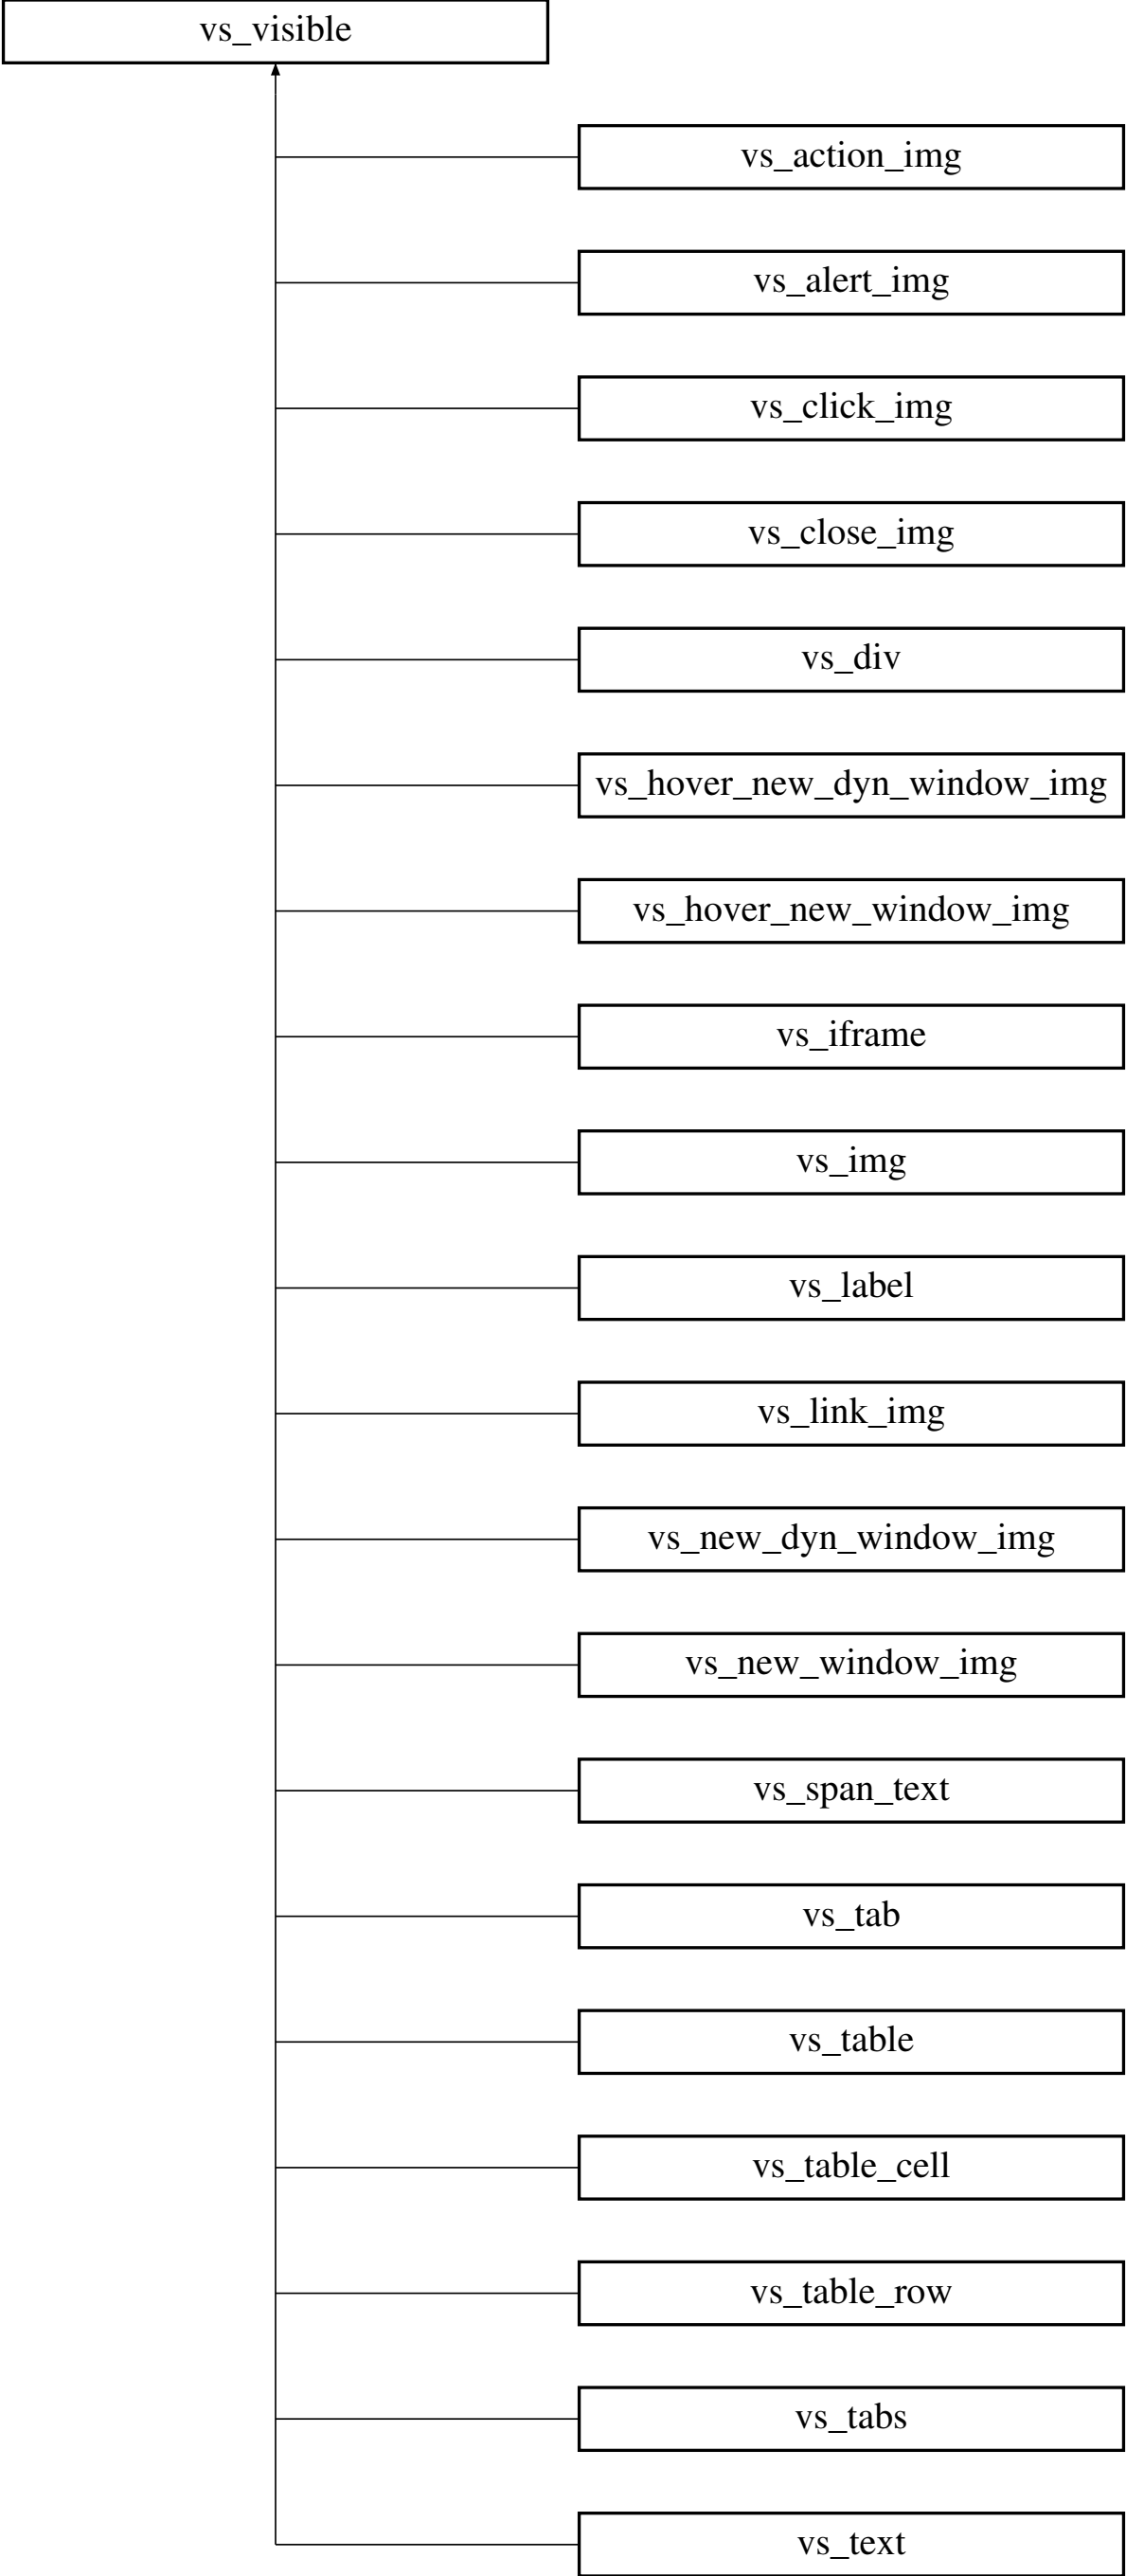 vs_visible
vs_action_img
vs_alert_img
vs_click_img
vs_close_img
vs_div
vs_hover_new_dyn_window_img
vs_hover_new_window_img
vs_iframe
vs_img
vs_label
vs_link_img
vs_new_dyn_window_img
vs_new_window_img
vs_span_text
vs_tab
vs_table
vs_table_cell
vs_table_row
vs_tabs
vs_text